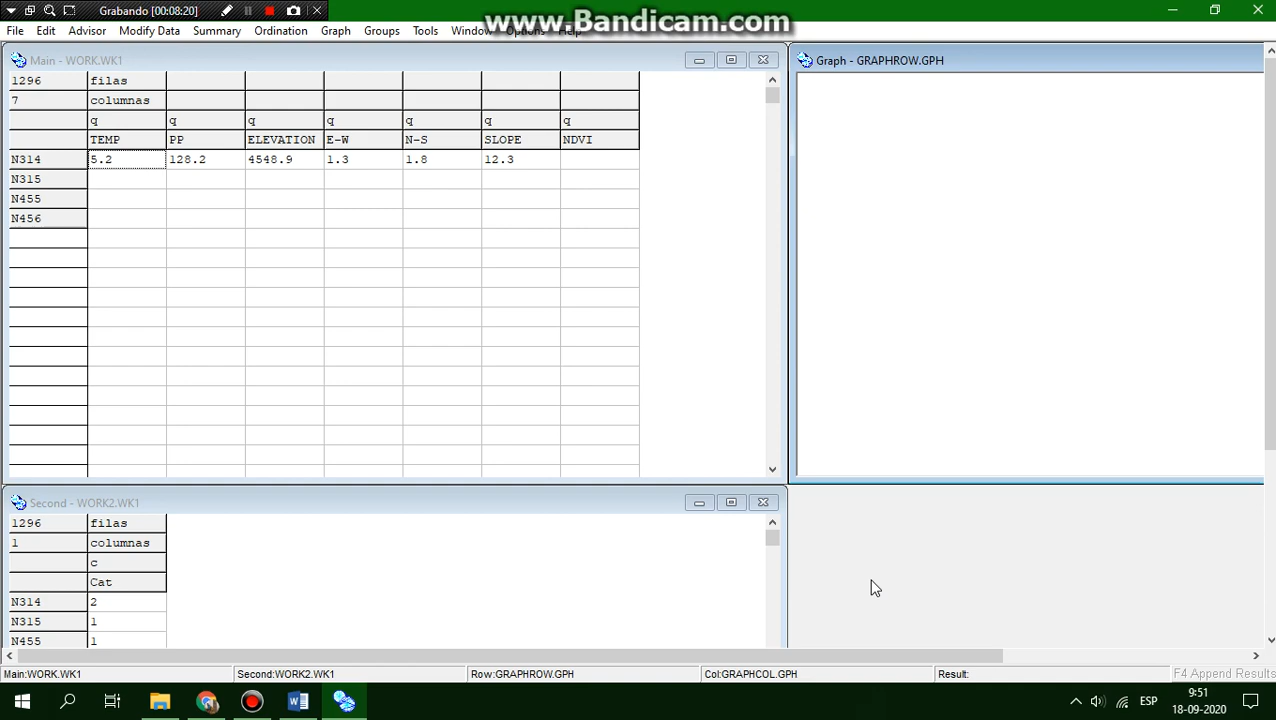 Grabando [00:08:20]
www.Bandicam.com
File Edit Advisor Modify Data Summary Ordination Graph Groups Tools Window Options Help
Main - WORK.WK1
Graph - GRAPHROW.GPH
1296 filas
7 columnas
q q q q q q q
TEMP PP ELEVATION E-W N-S SLOPE NDVI
N314 5.2 128.2 4548.9 1.3 1.8 12.3
N315
N455
N456
Second - WORK2.WK1
1296 filas
1 columnas
c
Cat
N314 2
N315 1
N455 1
Main:WORK.WK1 Second:WORK2.WK1 Row:GRAPHROW.GPH Col:GRAPHCOL.GPH Result: F4 Append Results
ESP
9:51
18-09-2020